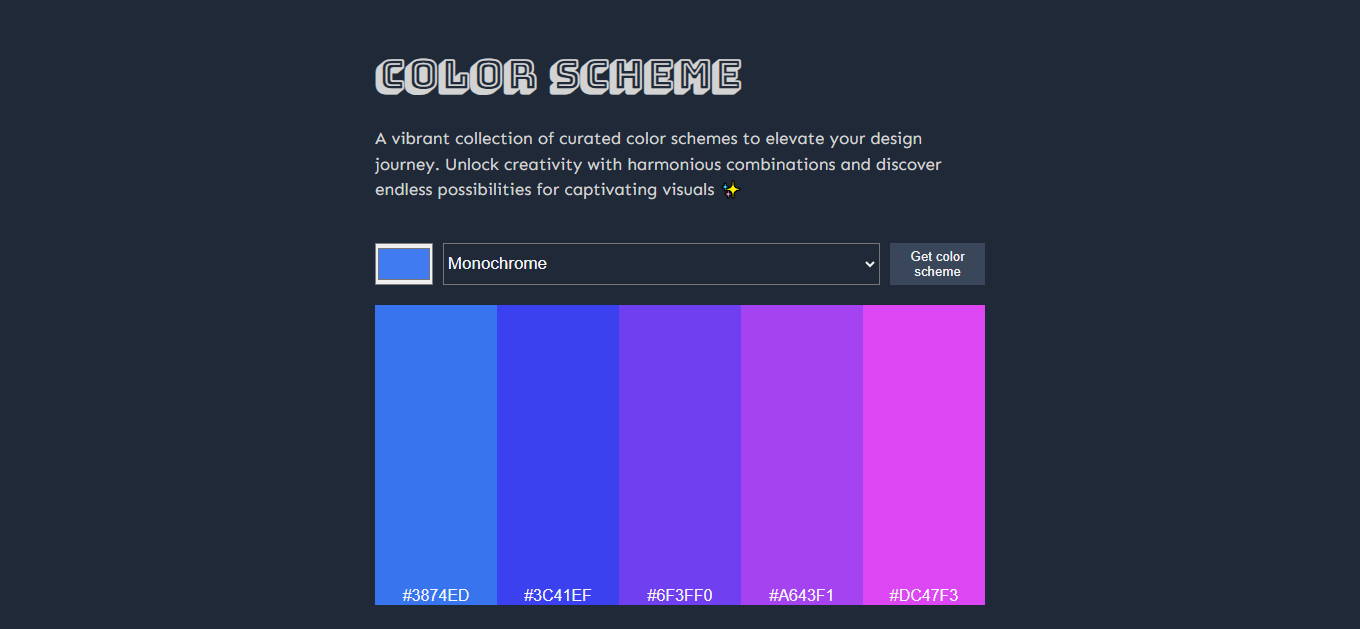 COLOR SCHEME
A vibrant collection of curated color schemes to elevate your design
journey. Unlock creativity with harmonious combinations and discover
endless possibilities for captivating visuals ✨
Monochrome
Get color
scheme
#3874ED
#3C41EF
#6F3FF0
#A643F1
#DC47F3